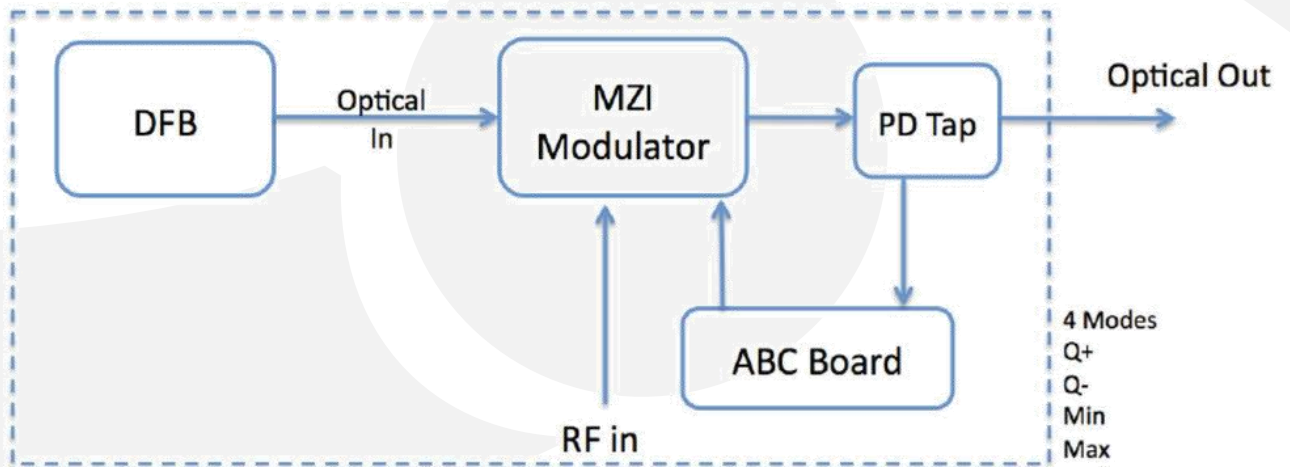 DFB
Optical
In
MZI
Modulator
PD Tap
Optical Out
ABC Board
RF in
4 Modes
Q+
Q-
Min
Max